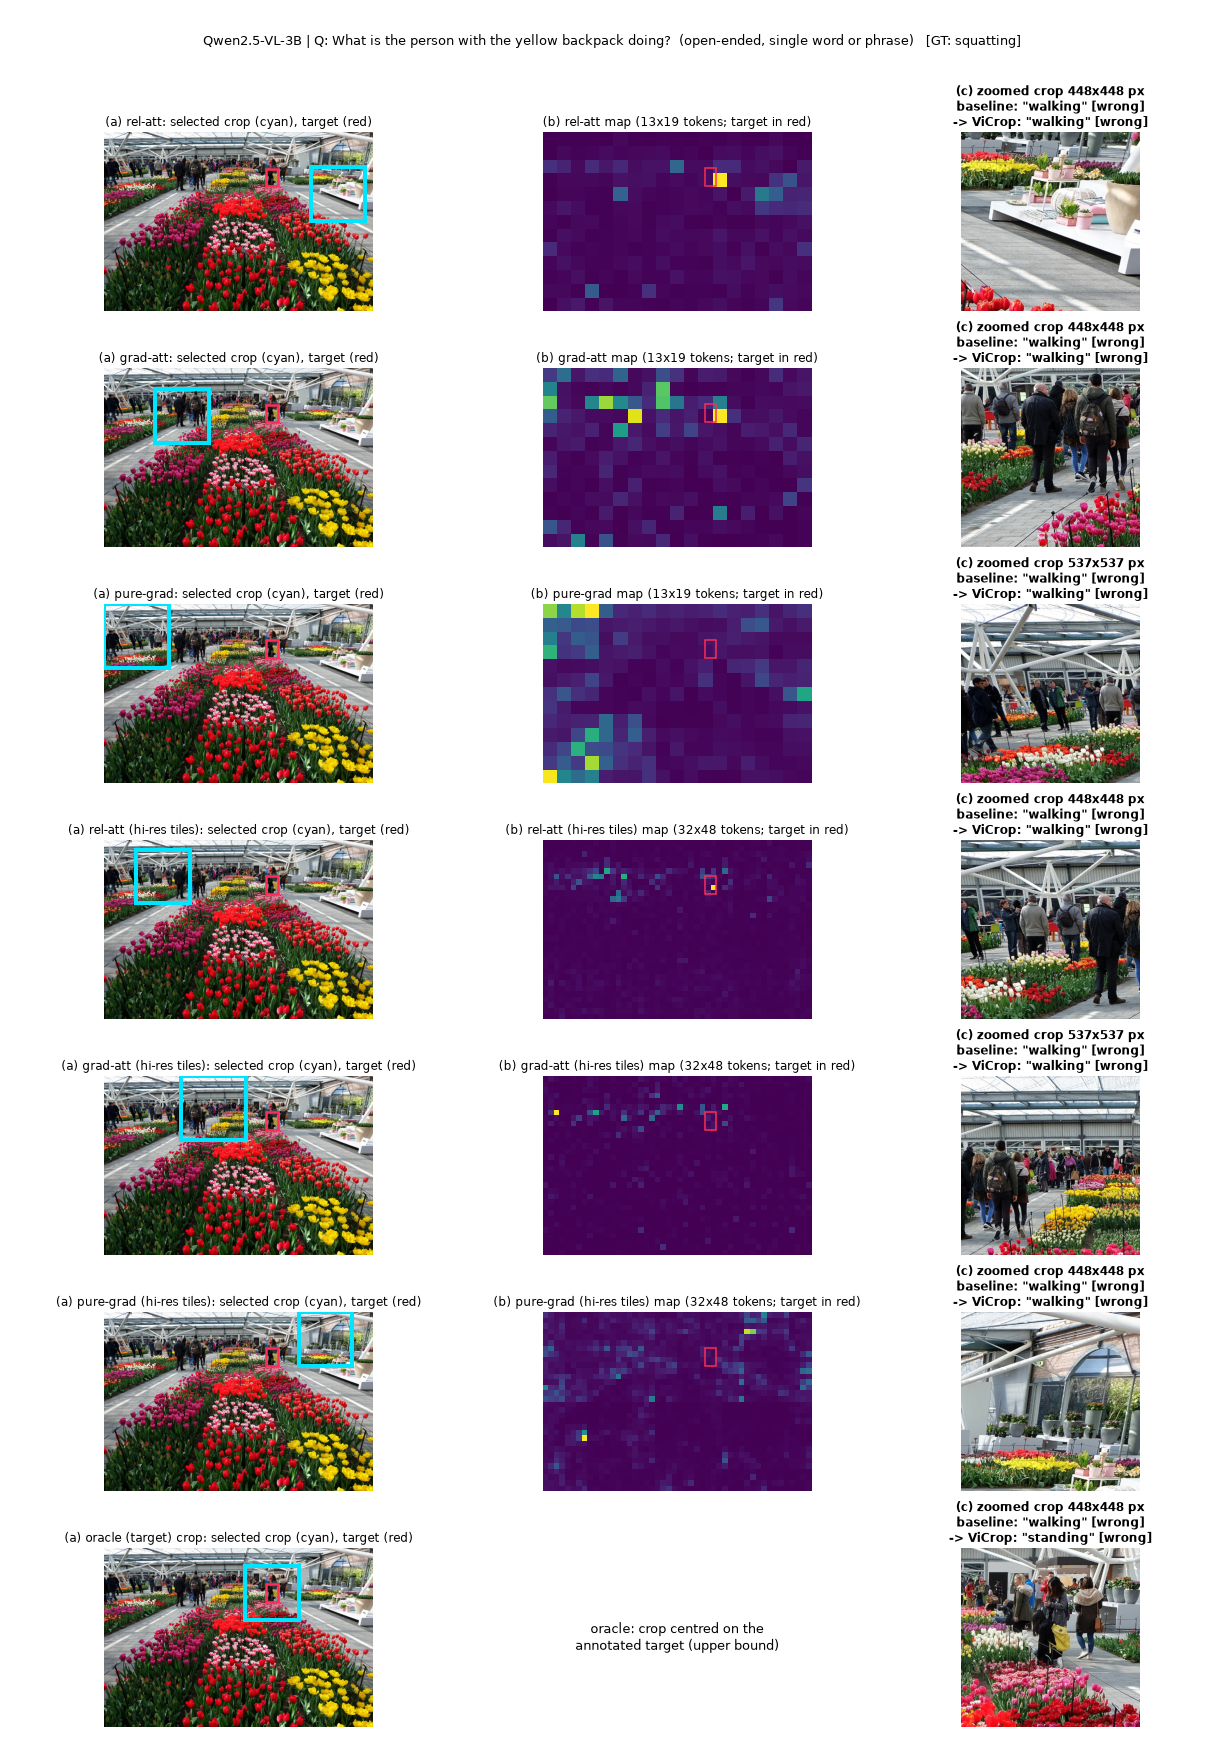 Qwen2.5-VL-3B | Q: What is the person with the yellow backpack doing?  (open-ended, single word or phrase)   [GT: squatting]
(a) rel-att: selected crop (cyan), target (red)
(b) rel-att map (13x19 tokens; target in red)
(c) zoomed crop 448x448 px
baseline: "walking" [wrong]
-> ViCrop: "walking" [wrong]
(a) grad-att: selected crop (cyan), target (red)
(b) grad-att map (13x19 tokens; target in red)
(c) zoomed crop 448x448 px
baseline: "walking" [wrong]
-> ViCrop: "walking" [wrong]
(a) pure-grad: selected crop (cyan), target (red)
(b) pure-grad map (13x19 tokens; target in red)
(c) zoomed crop 537x537 px
baseline: "walking" [wrong]
-> ViCrop: "walking" [wrong]
(a) rel-att (hi-res tiles): selected crop (cyan), target (red)
(b) rel-att (hi-res tiles) map (32x48 tokens; target in red)
(c) zoomed crop 448x448 px
baseline: "walking" [wrong]
-> ViCrop: "walking" [wrong]
(a) grad-att (hi-res tiles): selected crop (cyan), target (red)
(b) grad-att (hi-res tiles) map (32x48 tokens; target in red)
(c) zoomed crop 537x537 px
baseline: "walking" [wrong]
-> ViCrop: "walking" [wrong]
(a) pure-grad (hi-res tiles): selected crop (cyan), target (red)
(b) pure-grad (hi-res tiles) map (32x48 tokens; target in red)
(c) zoomed crop 448x448 px
baseline: "walking" [wrong]
-> ViCrop: "walking" [wrong]
(a) oracle (target) crop: selected crop (cyan), target (red)
oracle: crop centred on the
annotated target (upper bound)
(c) zoomed crop 448x448 px
baseline: "walking" [wrong]
-> ViCrop: "standing" [wrong]